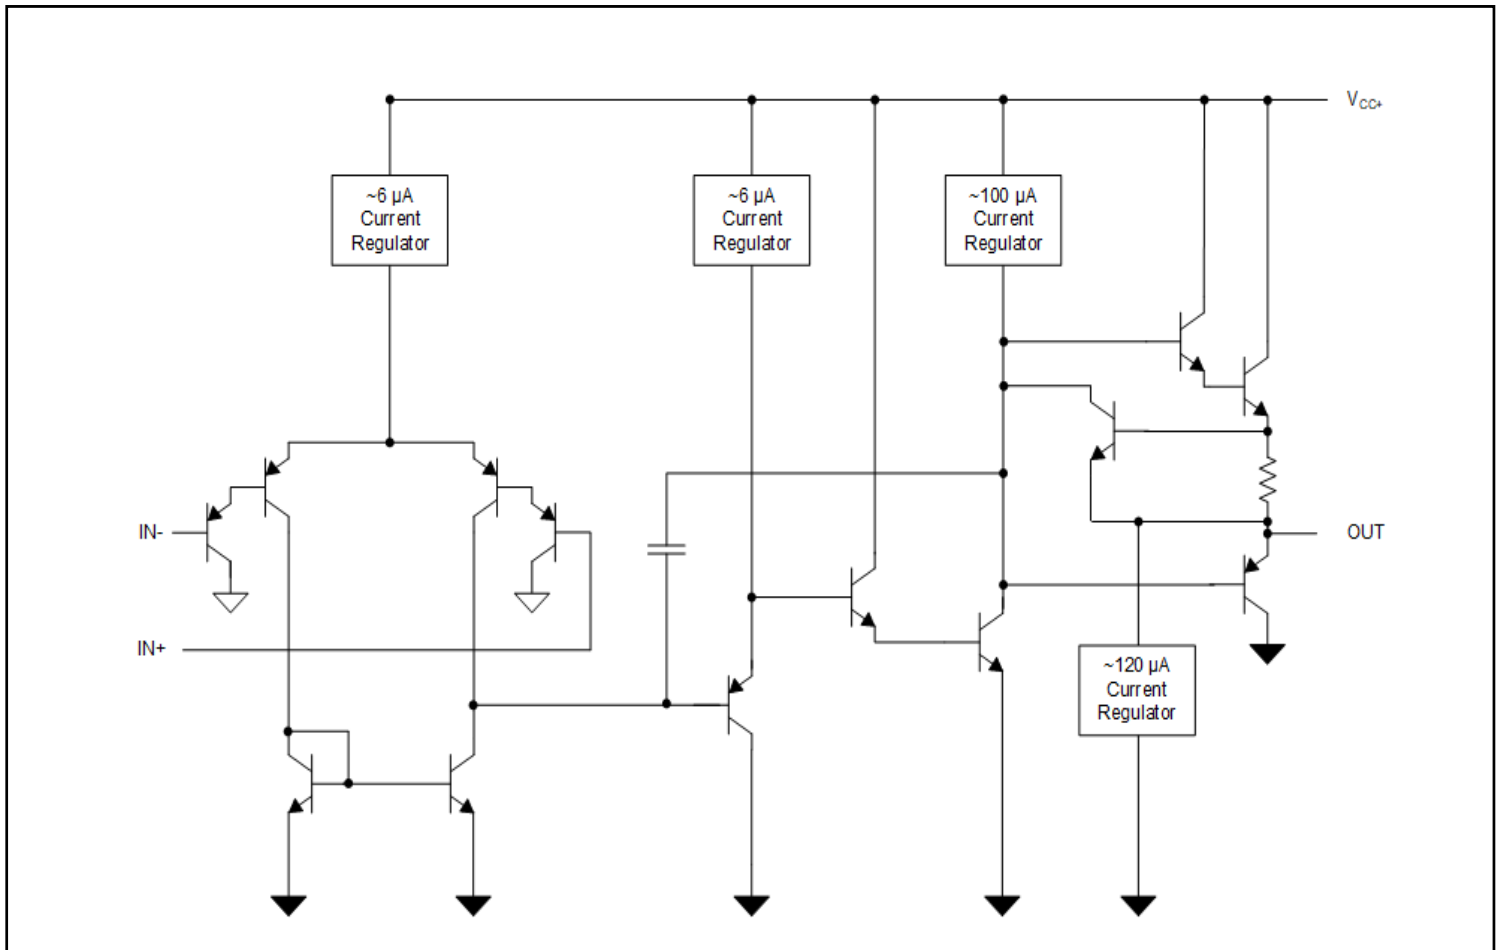 V_CC+
~6 µA
Current
Regulator
~6 µA
Current
Regulator
~100 µA
Current
Regulator
IN-
OUT
IN+
~120 µA
Current
Regulator